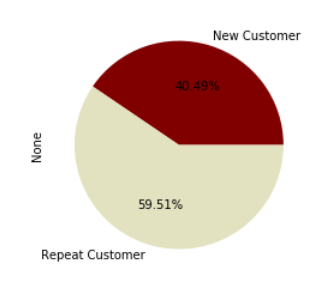 New Customer
40.49%
None
59.51%
Repeat Customer